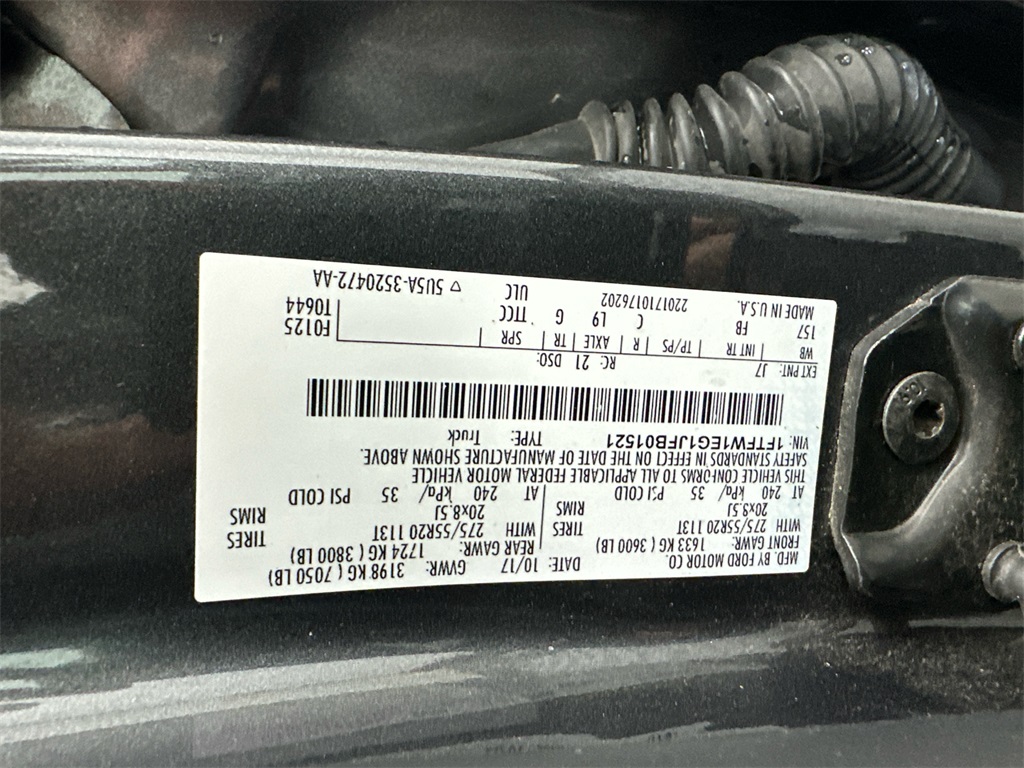 MFD. BY FORD MOTOR CO.
DATE: 10/17 GVWR: 3198 KG ( 7050 LB)
FRONT GAWR: 1633 KG ( 3600 LB) REAR GAWR: 1724 KG ( 3800 LB)
WITH 275/55R20 113T TIRES WITH 275/55R20 113T TIRES
20x8.5J RIMS 20x8.5J RIMS
AT 240 kPa/ 35 PSI COLD AT 240 kPa/ 35 PSI COLD
THIS VEHICLE CONFORMS TO ALL APPLICABLE FEDERAL MOTOR VEHICLE
SAFETY STANDARDS IN EFFECT ON THE DATE OF MANUFACTURE SHOWN ABOVE.
VIN: 1FTFW1EG1JFB01521 TYPE: Truck
EXT PNT: J7 RC: 21 DSO:
WB INT TR TP/PS R AXLE TR SPR F0125
157 FB C L9 G TTCC T0644
MADE IN U.S.A. 2201710176202 ULC ▽ 5U5A-3520472-AA